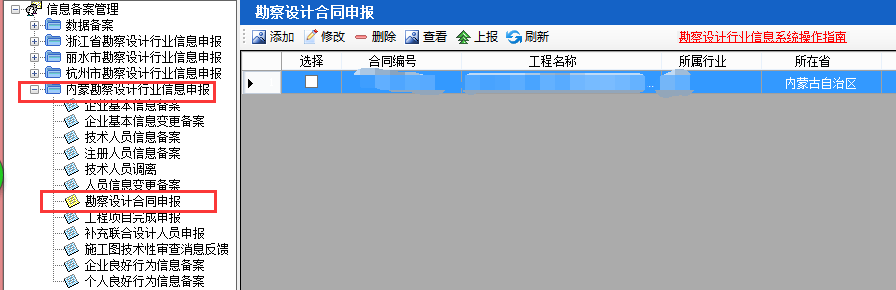 信息备案管理
数据备案
浙江省勘察设计行业信息申报
丽水市勘察设计行业信息申报
杭州市勘察设计行业信息申报
内蒙勘察设计行业信息申报
企业基本信息备案
企业基本信息变更备案
技术人员信息备案
注册人员信息备案
技术人员调离
人员信息变更备案
勘察设计合同申报
工程项目完成申报
补充联合设计人员申报
施工图技术性审查消息反馈
企业良好行为信息备案
个人良好行为信息备案
勘察设计合同申报
添加 修改 删除 查看 上报 刷新 勘察设计行业信息系统操作指南
选择 合同编号 工程名称 所属行业 所在省
.. 内蒙古自治区